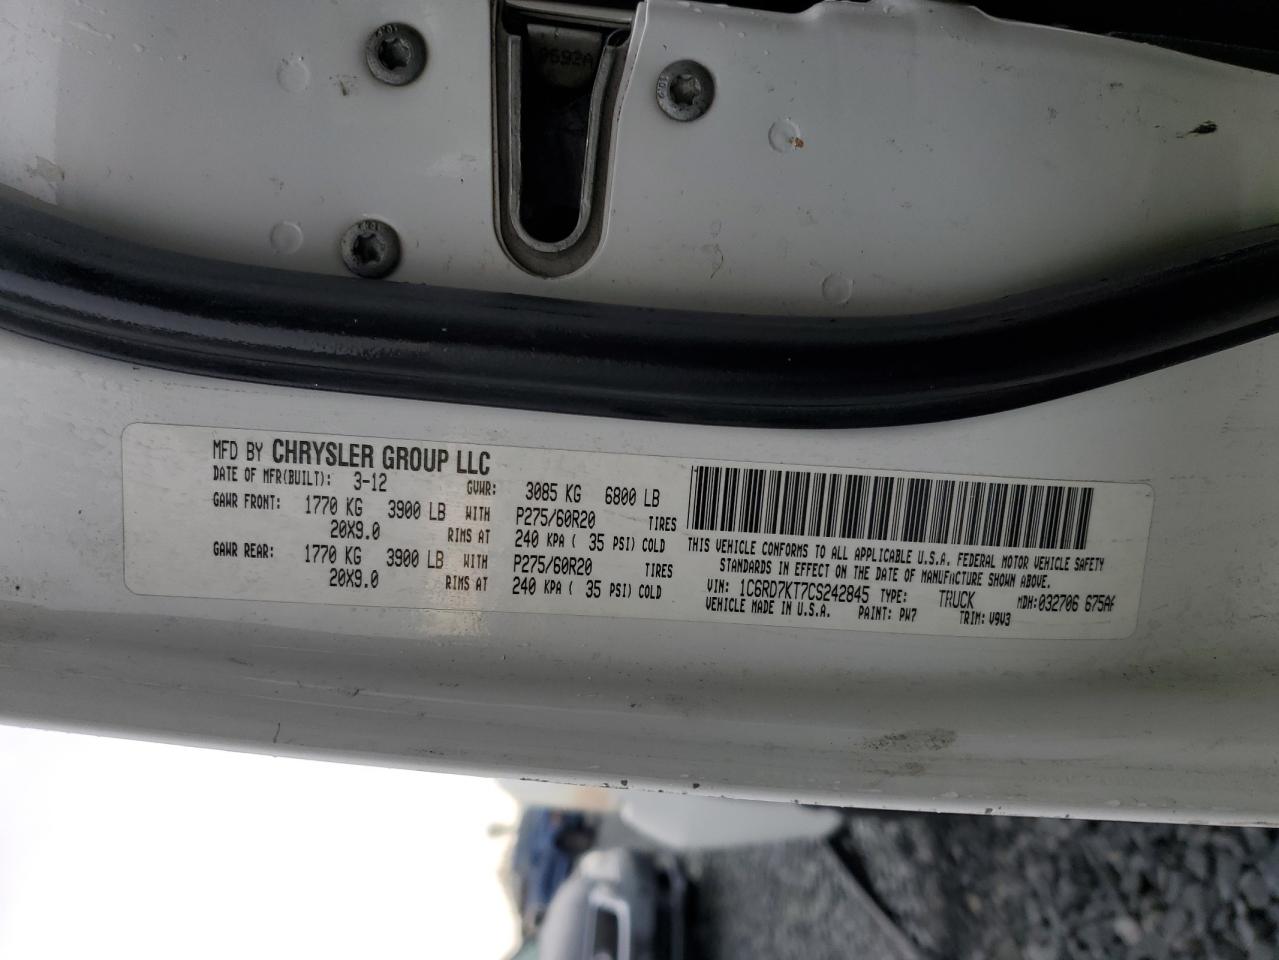 9692A
MFD BY CHRYSLER GROUP LLC
DATE OF MFR(BUILT): 3-12 GVWR: 3085 KG 6800 LB
GAWR FRONT: 1770 KG 3900 LB WITH P275/60R20 TIRES
20X9.0 RIMS AT 240 KPA ( 35 PSI) COLD
GAWR REAR: 1770 KG 3900 LB WITH P275/60R20 TIRES
20X9.0 RIMS AT 240 KPA ( 35 PSI) COLD
THIS VEHICLE CONFORMS TO ALL APPLICABLE U.S.A. FEDERAL MOTOR VEHICLE SAFETY
STANDARDS IN EFFECT ON THE DATE OF MANUFACTURE SHOWN ABOVE.
VIN: 1C6RD7KT7CS242845 TYPE: TRUCK MDH: 032706 675AA
VEHICLE MADE IN U.S.A. PAINT: PW7 TRIM: V9V3